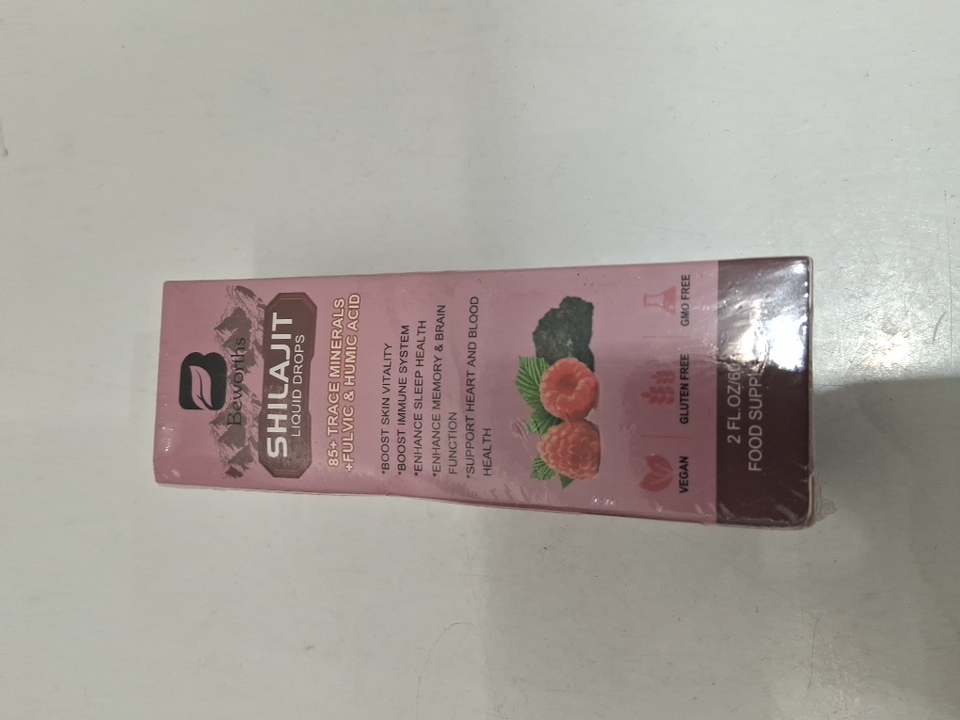 Beworths
SHILAJIT
LIQUID DROPS
85+ TRACE MINERALS
+FULVIC & HUMIC ACID
*BOOST SKIN VITALITY
*BOOST IMMUNE SYSTEM
*ENHANCE SLEEP HEALTH
*ENHANCE MEMORY & BRAIN
FUNCTION
*SUPPORT HEART AND BLOOD
HEALTH
VEGAN
GLUTEN FREE
GMO FREE
2 FL.OZ/60
FOOD